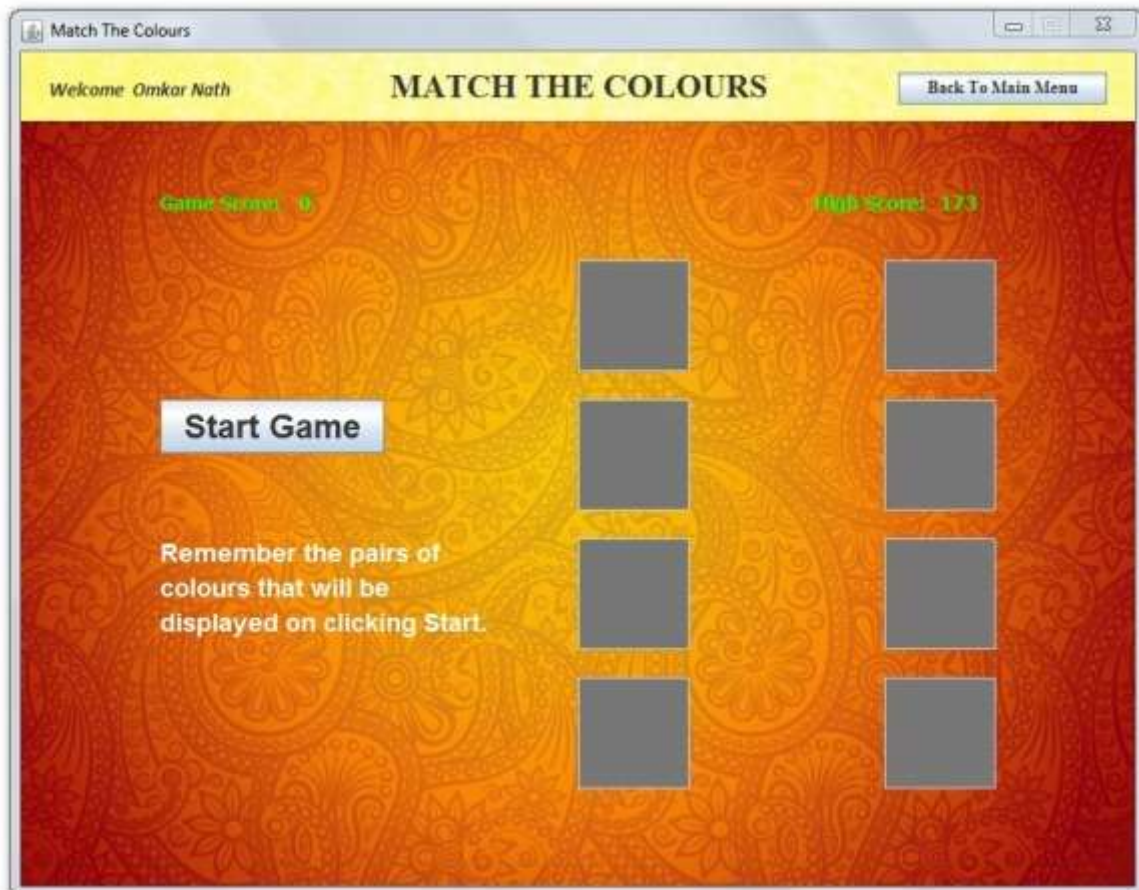 Match The Colours
Welcome Omkar Nath
MATCH THE COLOURS
Back To Main Menu
Game Score: 0
High Score: 173
Start Game
Remember the pairs of
colours that will be
displayed on clicking Start.